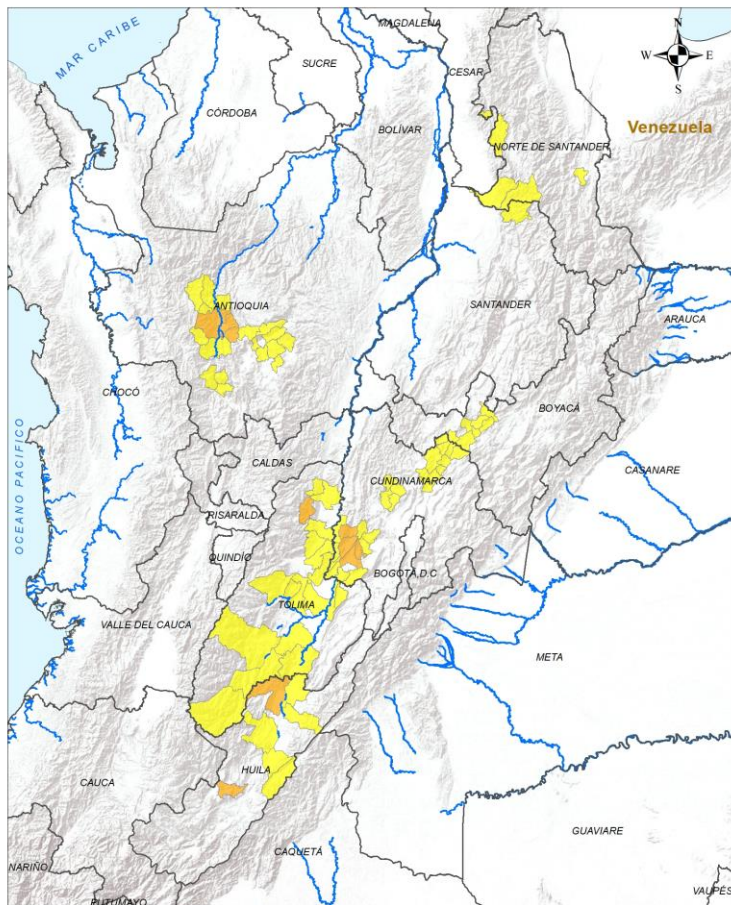 MAGDALENA
MAR CARIBE
SUCRE
CESAR
N
W E
S
CÓRDOBA
BOLÍVAR
Venezuela
NORTE DE SANTANDER
ANTIOQUIA
SANTANDER
ARAUCA
CHOCÓ
BOYACÁ
CALDAS
CUNDINAMARCA
CASANARE
OCEANO PACIFICO
RISARALDA
QUINDÍO
BOGOTÁ, D.C
TOLIMA
VALLE DEL CAUCA
META
HUILA
CAUCA
GUAVIARE
CAQUETÁ
NARIÑO
VAUPÉS
PUTUMAYO